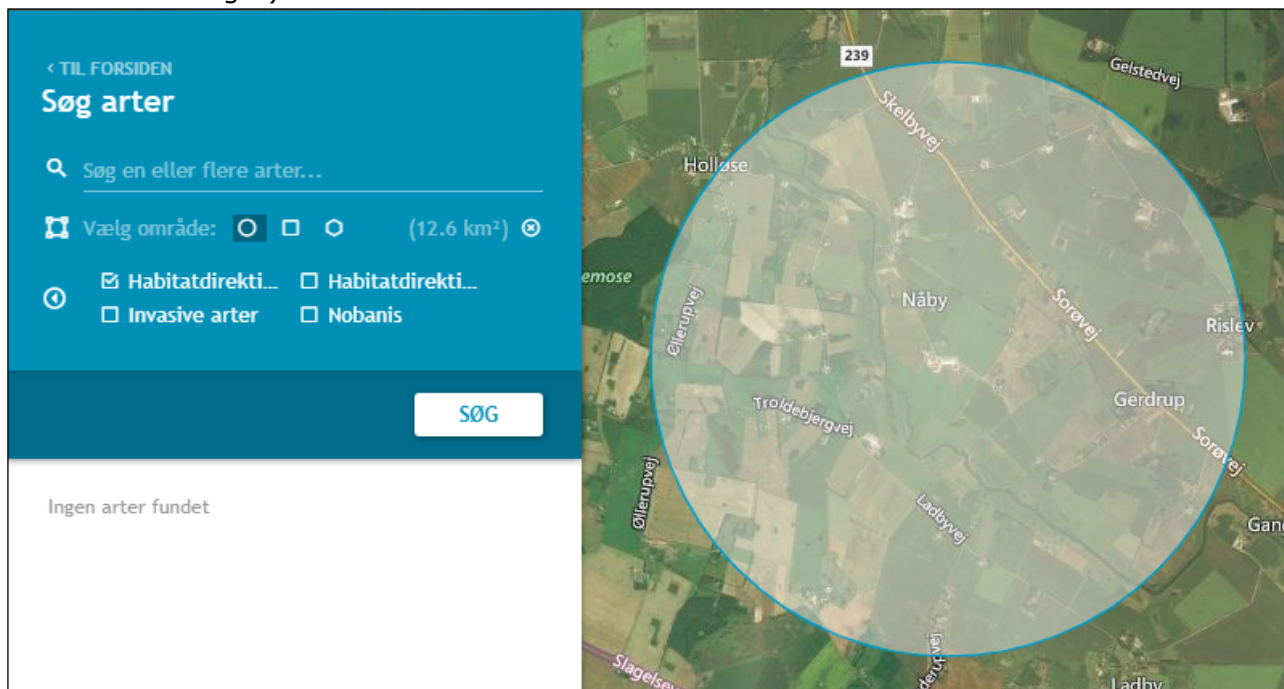 < TIL FORSIDEN
Søg arter
Søg en eller flere arter...
Vælg område:
(12.6 km²)
Habitatdirekti...
Habitatdirekti...
Invasive arter
Nobanis
SØG
Ingen arter fundet
239
Gelstedvej
Skelbyvej
Holløse
emose
Nåby
Øllerupvej
Sorøvej
Rislev
Gerdrup
Troldebjergvej
Sorøvej
Øllerupvej
Ladbyvej
Gan
derupvej
Slagelsev
Ladby